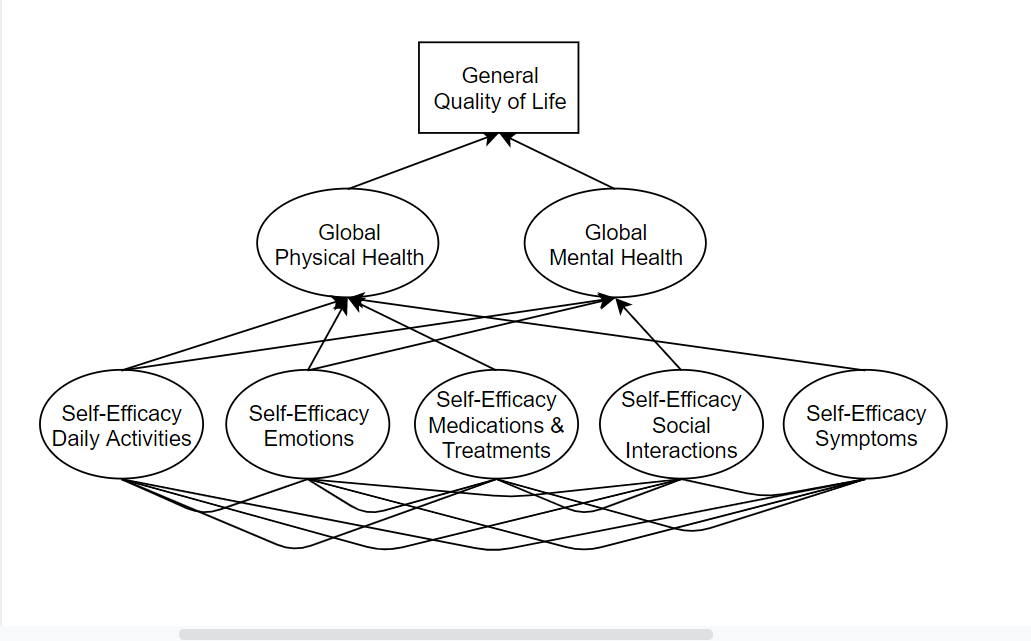 General
Quality of Life
Global
Physical Health
Global
Mental Health
Self-Efficacy
Daily Activities
Self-Efficacy
Emotions
Self-Efficacy
Medications &
Treatments
Self-Efficacy
Social
Interactions
Self-Efficacy
Symptoms